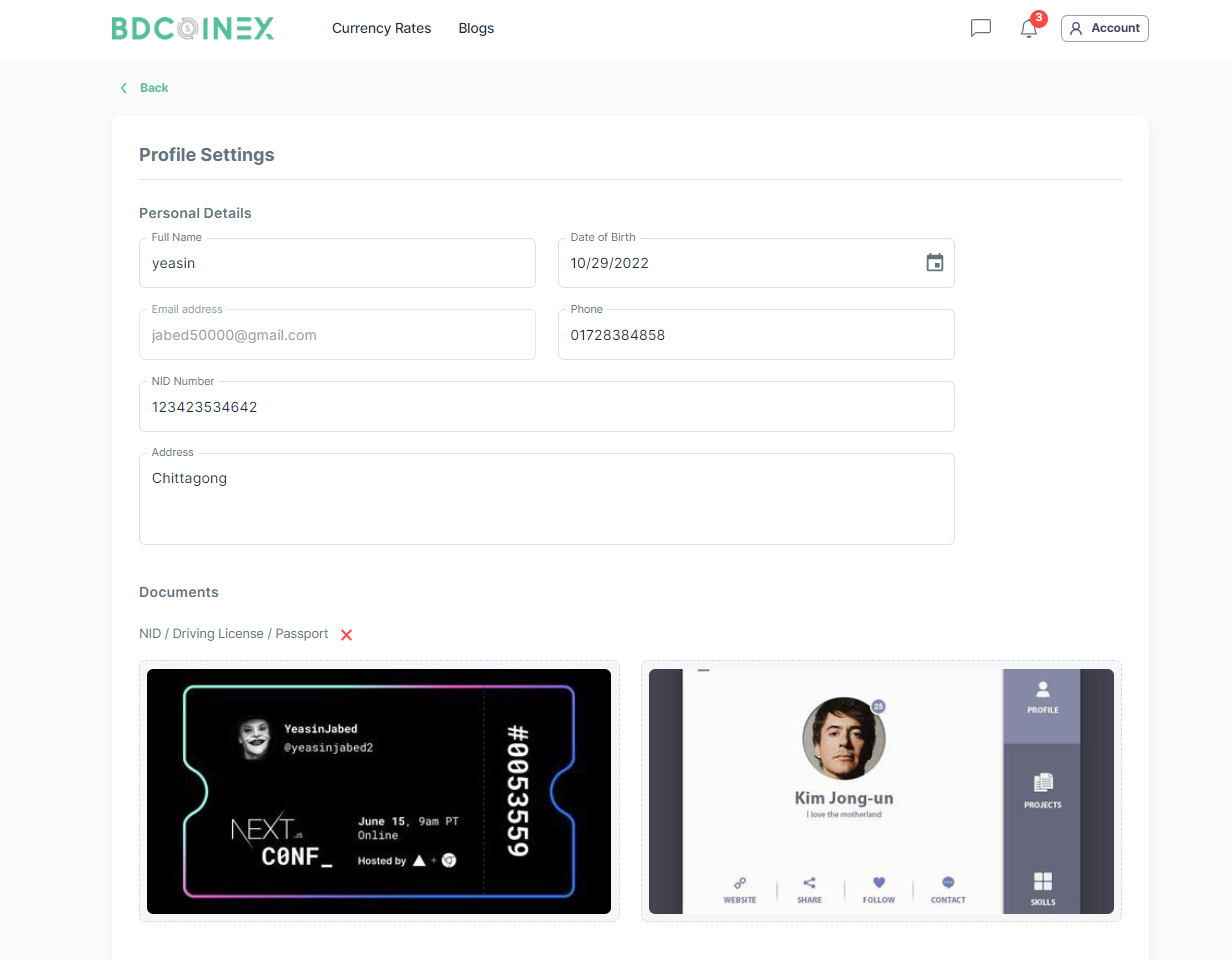 BDCOINEX
Currency Rates
Blogs
3
Account
Back
Profile Settings
Personal Details
Full Name
yeasin
Date of Birth
10/29/2022
Email address
jabed50000@gmail.com
Phone
01728384858
NID Number
123423534642
Address
Chittagong
Documents
NID / Driving License / Passport
YeasinJabed
@yeasinjabed2
#0053559
NEXT.JS
C0NF_
June 15, 9am PT
Online
Hosted by
+
25
Kim Jong-un
I love the motherland
WEBSITE
SHARE
FOLLOW
CONTACT
PROFILE
PROJECTS
SKILLS